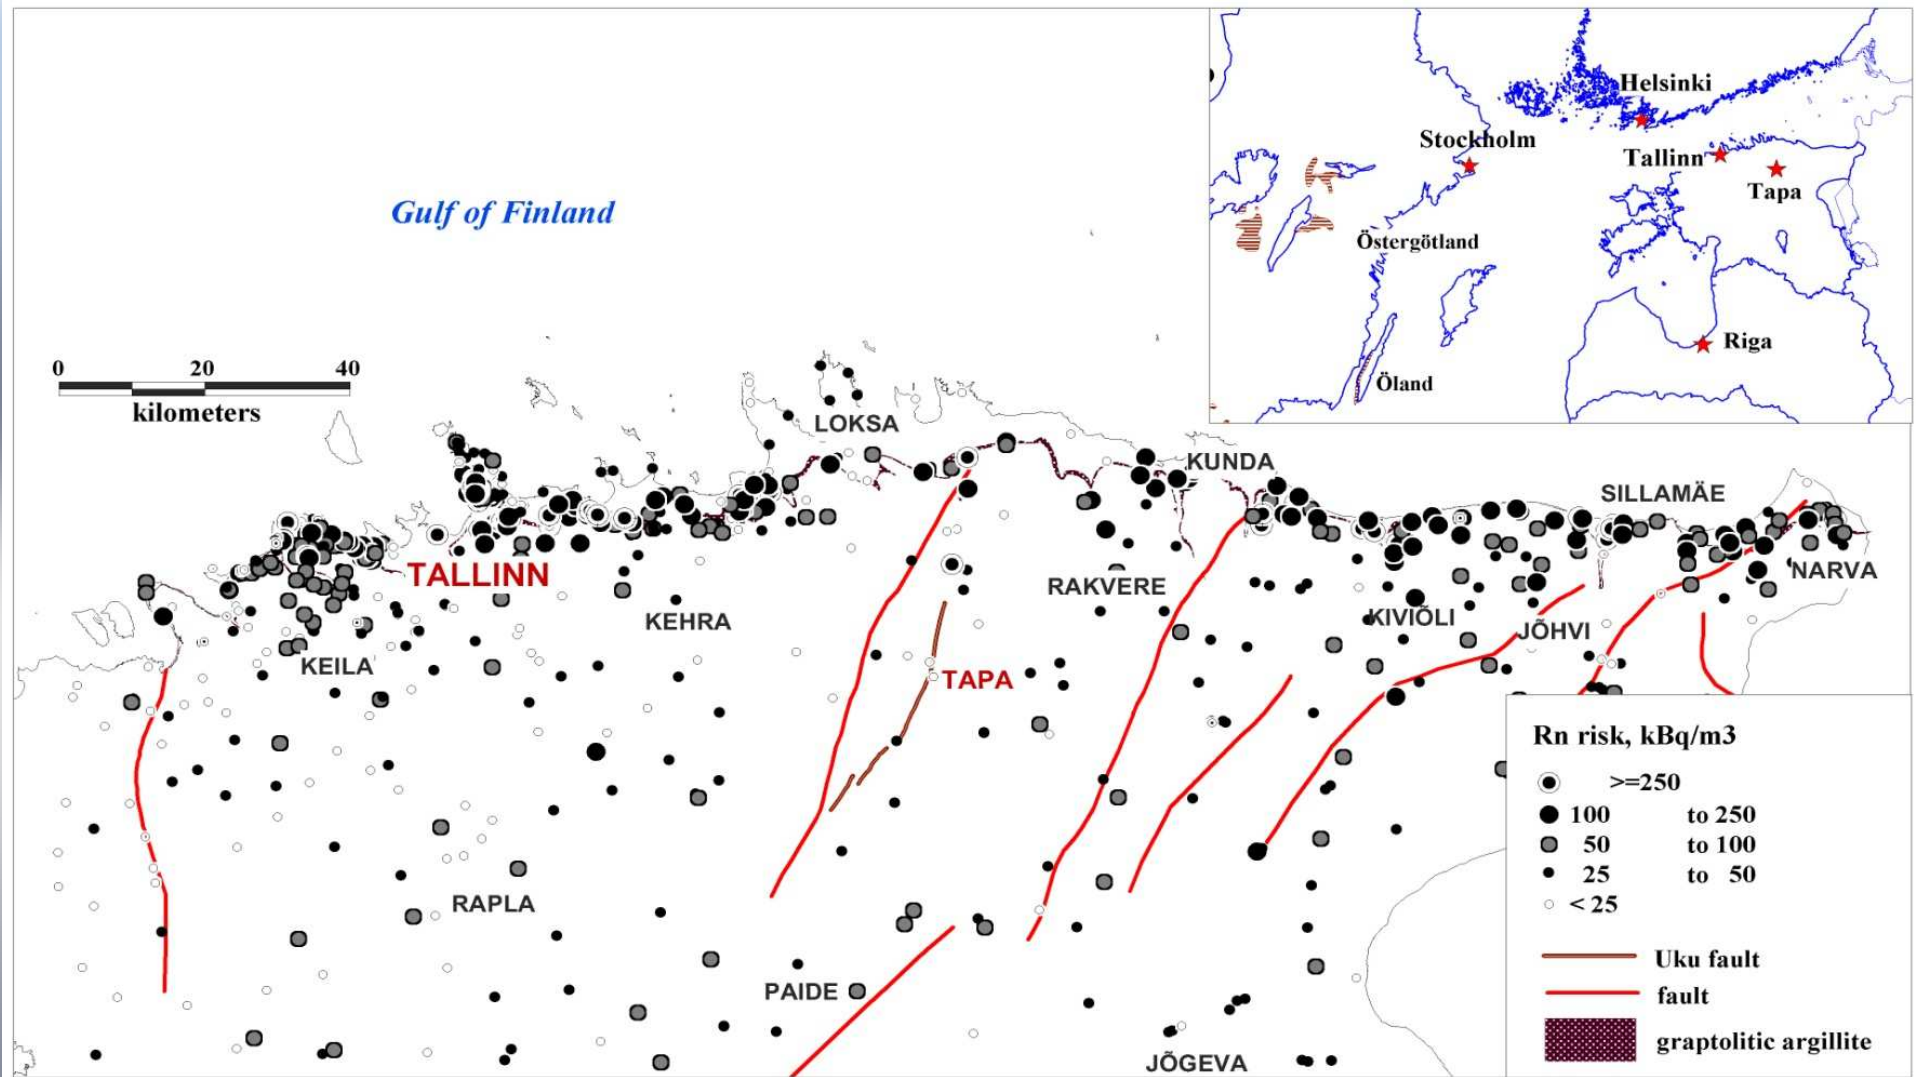 Helsinki
Stockholm
Tallinn
Tapa
Östergötland
Riga
Öland
Gulf of Finland
0 20 40
kilometers
LOKSA
KUNDA
SILLAMÄE
TALLINN
NARVA
RAKVERE
KEHRA
KIVIÕLI
JÕHVI
KEILA
TAPA
RAPLA
PAIDE
JÕGEVA
Rn risk, kBq/m3
>=250
100 to 250
50 to 100
25 to 50
< 25
Uku fault
fault
graptolitic argillite